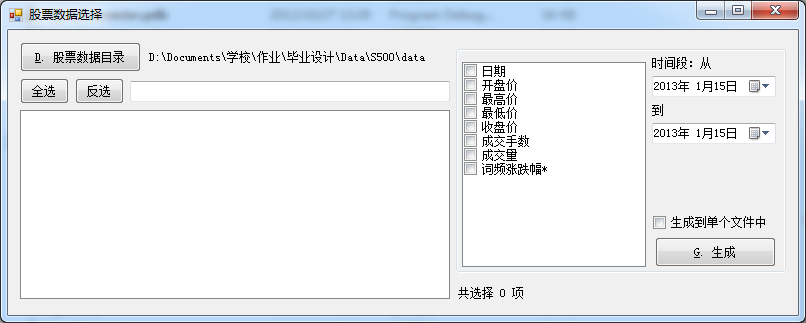 股票数据选择
D. 股票数据目录 D:\Documents\学校\作业\毕业设计\Data\S500\data
全选 反选
日期
开盘价
最高价
最低价
收盘价
成交手数
成交量
词频涨跌幅*
时间段: 从
2013年 1月15日
到
2013年 1月15日
生成到单个文件中
G. 生成
共选择 0 项